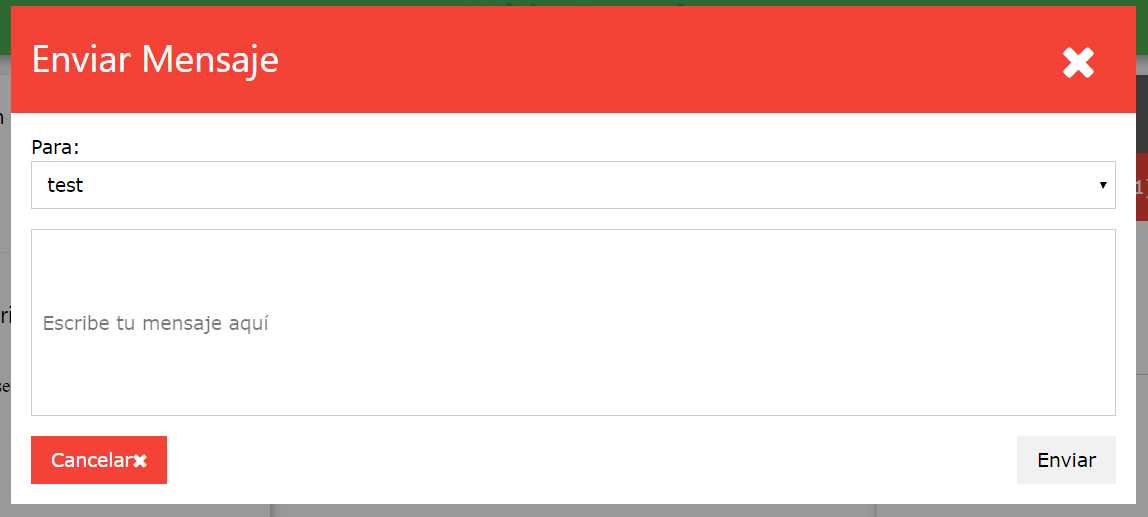 Enviar Mensaje
Para:
test
Escribe tu mensaje aquí
Cancelar
Enviar